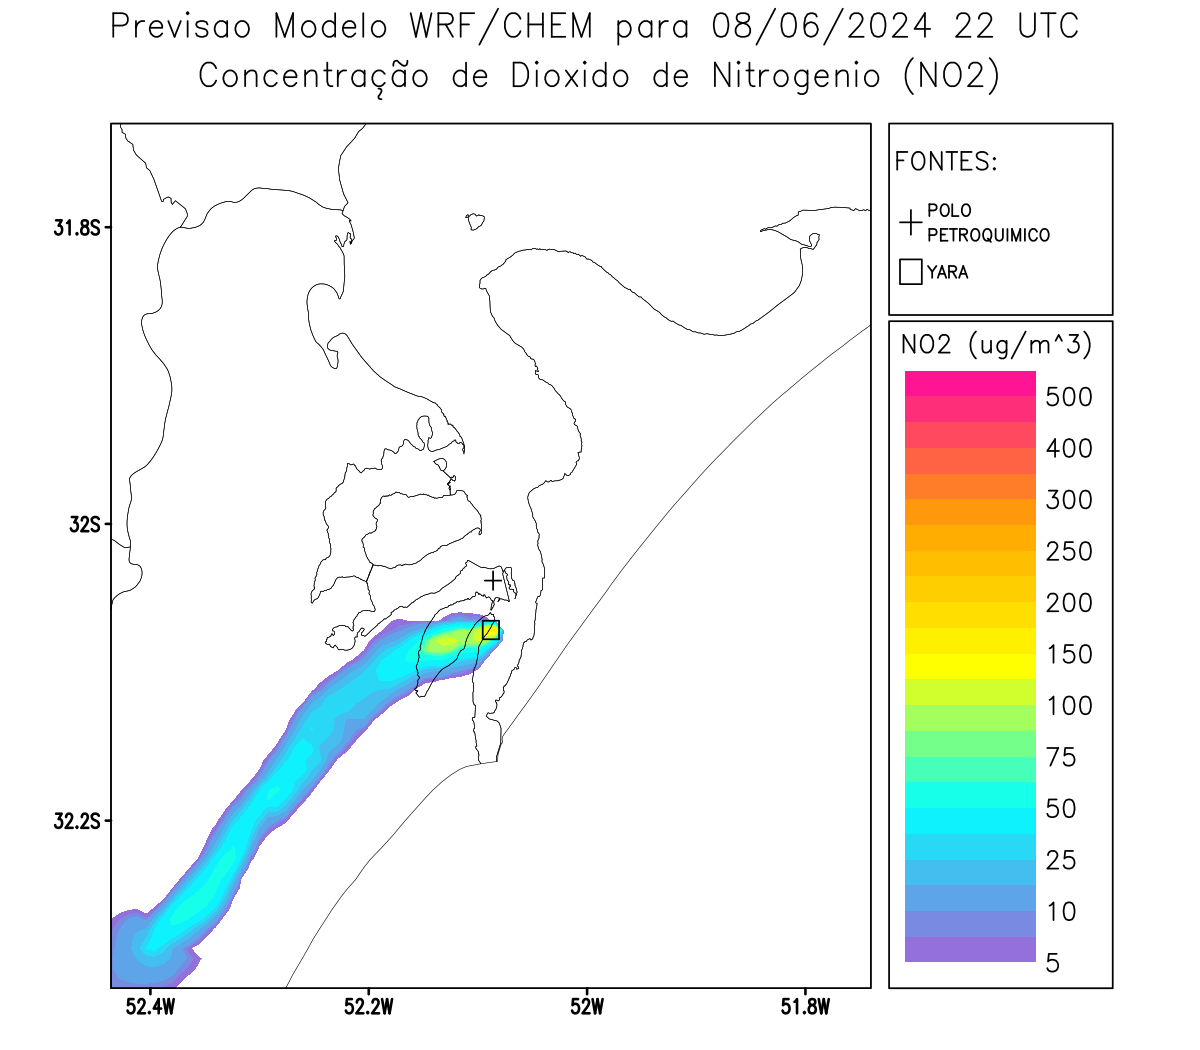 Previsao Modelo WRF/CHEM para 08/06/2024 22 UTC
Concentração de Dioxido de Nitrogenio (NO2)
FONTES:
POLO
PETROQUIMICO
YARA
NO2 (ug/m^3)
500
400
300
250
200
150
100
75
50
25
10
5
31.8S
32S
32.2S
52.4W
52.2W
52W
51.8W